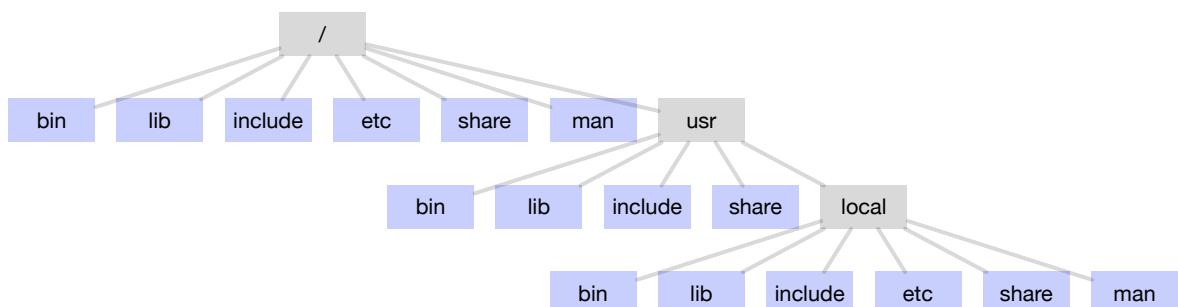 /
bin lib include etc share man usr
bin lib include share local
bin lib include etc share man